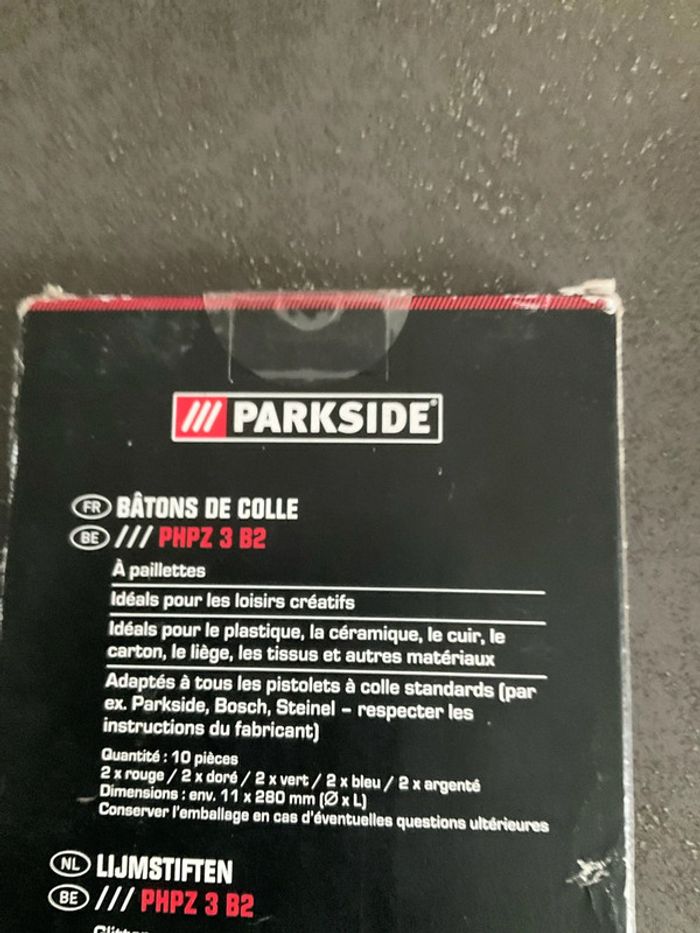 /// PARKSIDE®
FR BÂTONS DE COLLE
BE /// PHPZ 3 B2
À paillettes
Idéals pour les loisirs créatifs
Idéals pour le plastique, la céramique, le cuir, le
carton, le liège, les tissus et autres matériaux
Adaptés à tous les pistolets à colle standards (par
ex. Parkside, Bosch, Steinel – respecter les
instructions du fabricant)
Quantité : 10 pièces
2 x rouge / 2 x doré / 2 x vert / 2 x bleu / 2 x argenté
Dimensions : env. 11 x 280 mm (Ø x L)
Conserver l'emballage en cas d'éventuelles questions ultérieures
NL LIJMSTIFTEN
BE /// PHPZ 3 B2